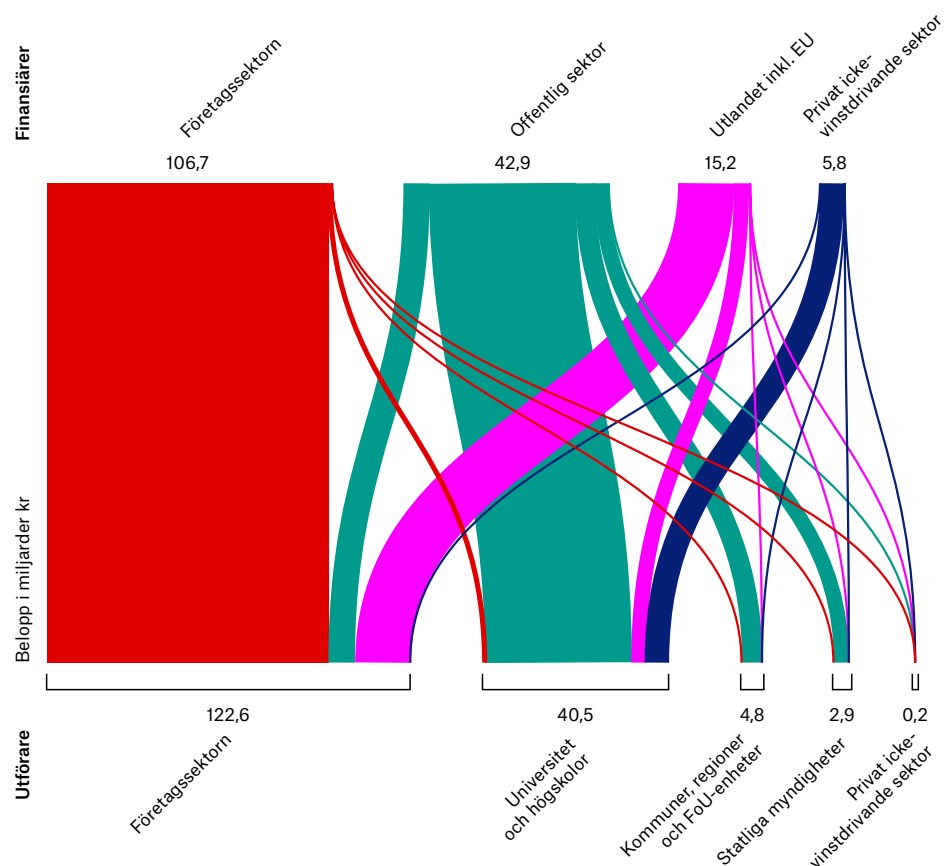 Finansiärer
Företagssektorn
Offentlig sektor
Utlandet inkl. EU
Privat icke-
vinstdrivande sektor
106,7
42,9
15,2
5,8
Belopp i miljarder kr
122,6
40,5
4,8
2,9
0,2
Utförare
Företagssektorn
Universitet
och högskolor
Kommuner, regioner
och FoU-enheter
Statliga myndigheter
Privat icke-
vinstdrivande sektor